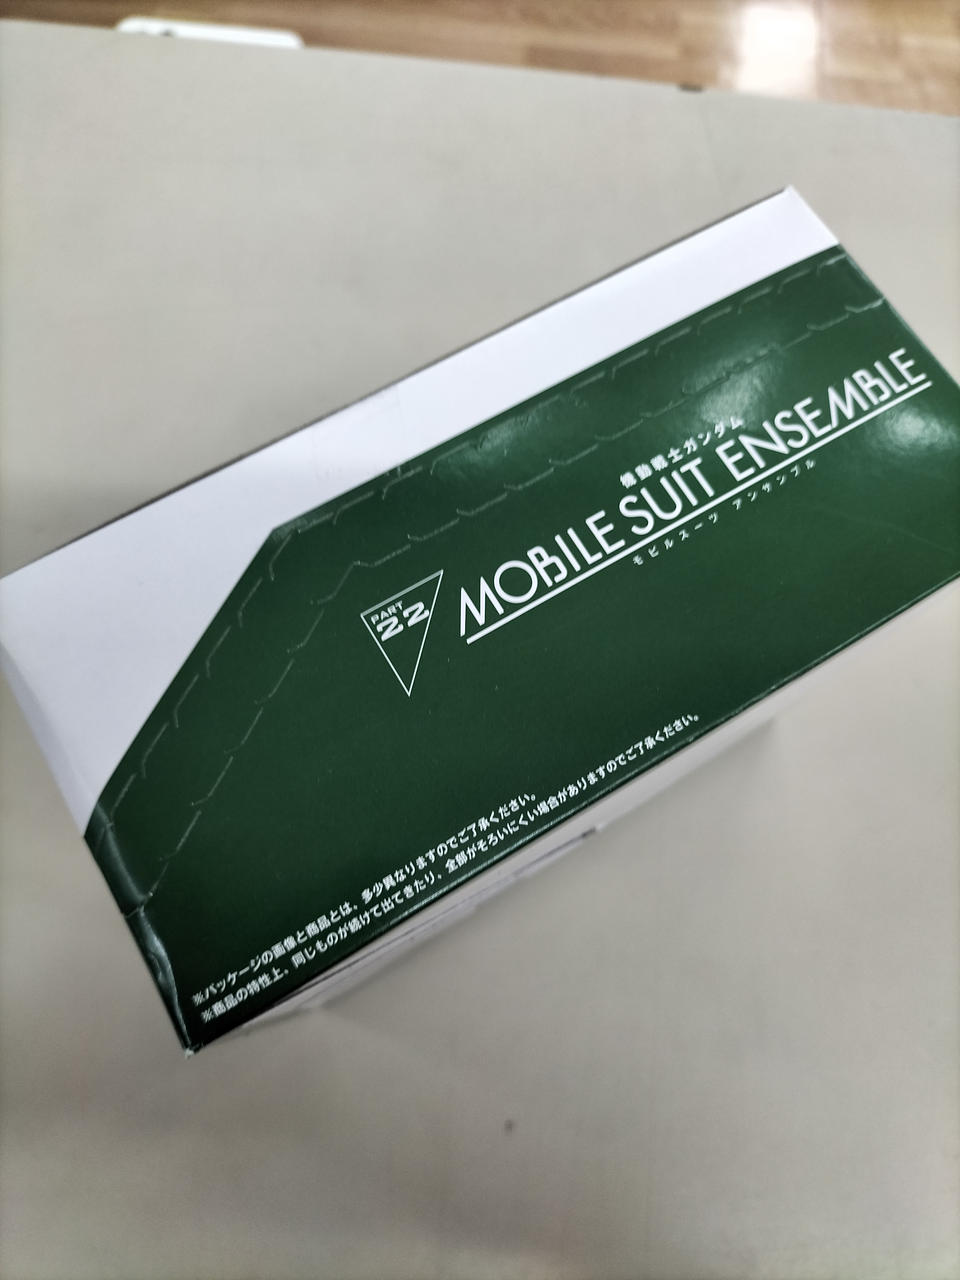 機動戦士ガンダム
MOBILE SUIT ENSEMBLE
モビルスーツ アンサンブル
PART
22
※パッケージの画像と商品とは、多少異なりますのでご了承ください。
※商品の特性上、同じものが続けて出てきたり、全部がそろいにくい場合がありますのでご了承ください。